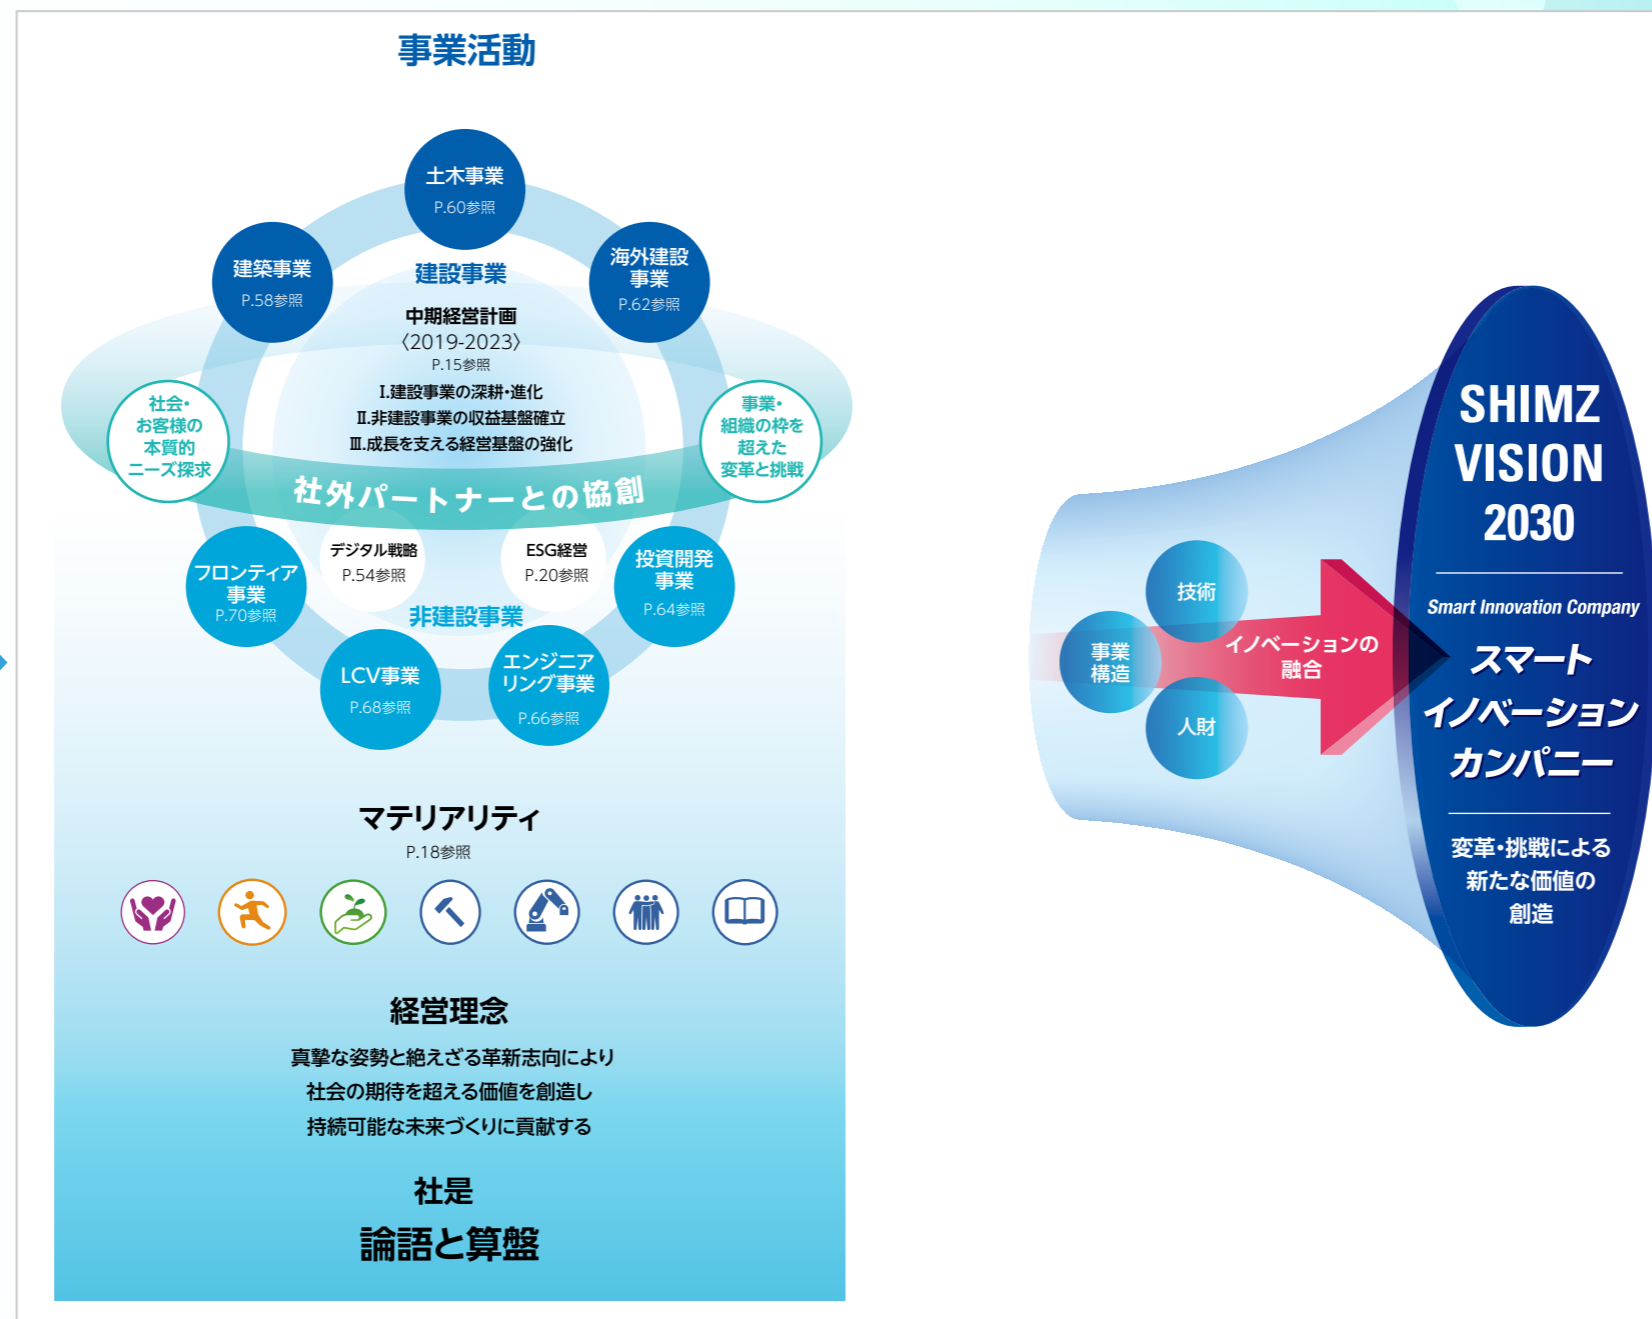 事業活動
土木事業
P.60参照
建築事業
P.58参照
海外建設
事業
P.62参照
建設事業
中期経営計画
〈2019-2023〉
P.15参照
Ⅰ.建設事業の深耕・進化
Ⅱ.非建設事業の収益基盤確立
Ⅲ.成長を支える経営基盤の強化
社会・
お客様の
本質的
ニーズ探求
事業・
組織の枠を
超えた
変革と挑戦
社外パートナーとの協創
フロンティア
事業
P.70参照
デジタル戦略
P.54参照
ESG経営
P.20参照
投資開発
事業
P.64参照
非建設事業
LCV事業
P.68参照
エンジニア
リング事業
P.66参照
マテリアリティ
P.18参照
経営理念
真摯な姿勢と絶えざる革新志向により
社会の期待を超える価値を創造し
持続可能な未来づくりに貢献する
社是
論語と算盤
技術
事業
構造
人財
イノベーションの
融合
SHIMZ
VISION
2030
Smart Innovation Company
スマート
イノベーション
カンパニー
変革・挑戦による
新たな価値の
創造